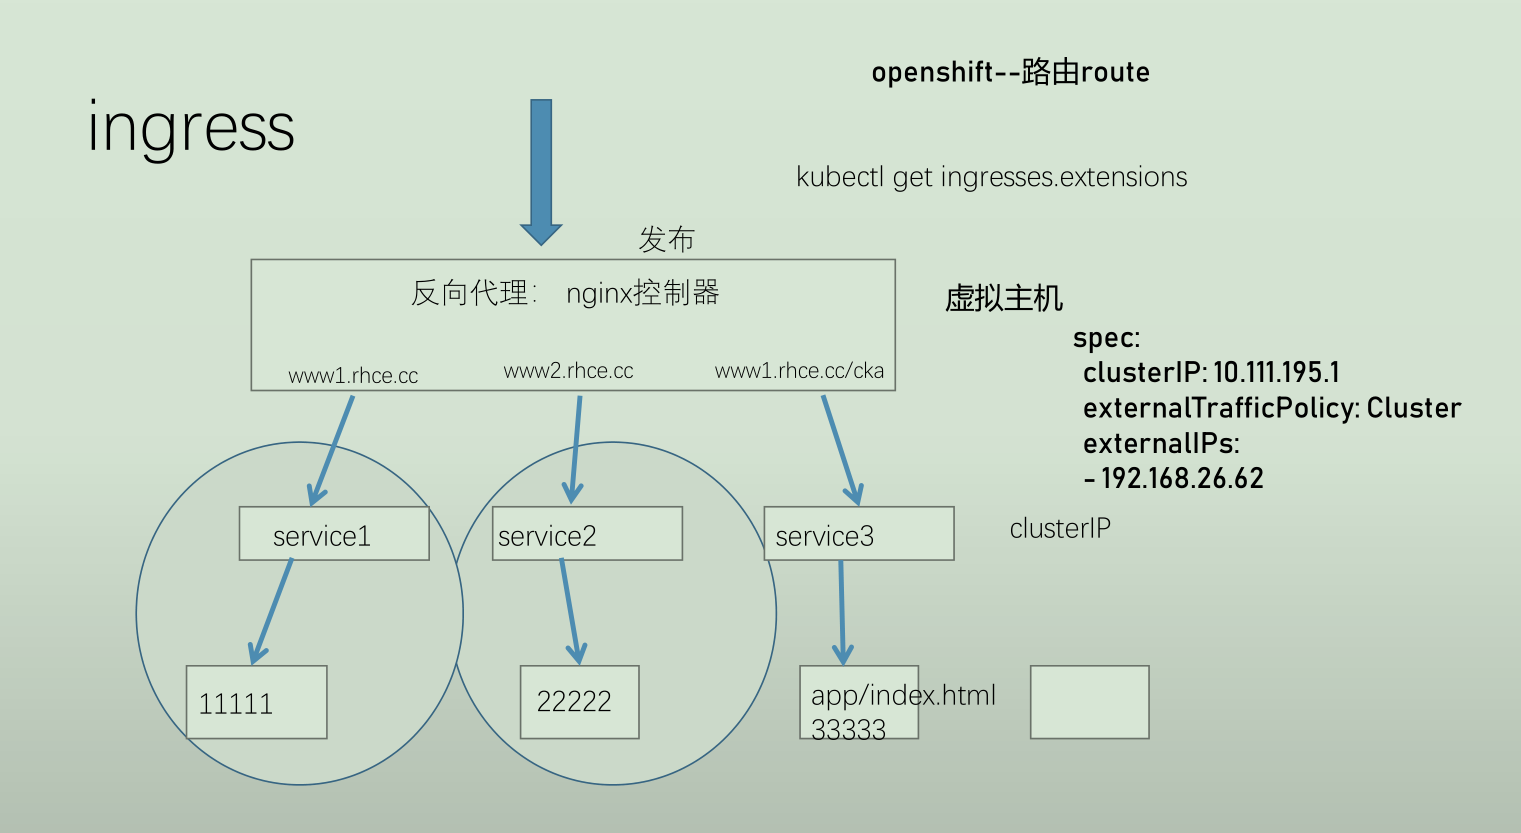 openshift--路由route
ingress
kubectl get ingresses.extensions
发布
反向代理： nginx控制器
虚拟主机
spec:
clusterIP: 10.111.195.1
externalTrafficPolicy: Cluster
externalIPs:
- 192.168.26.62
www1.rhce.cc
www2.rhce.cc
www1.rhce.cc/cka
service1
service2
service3
clusterIP
11111
22222
app/index.html
33333